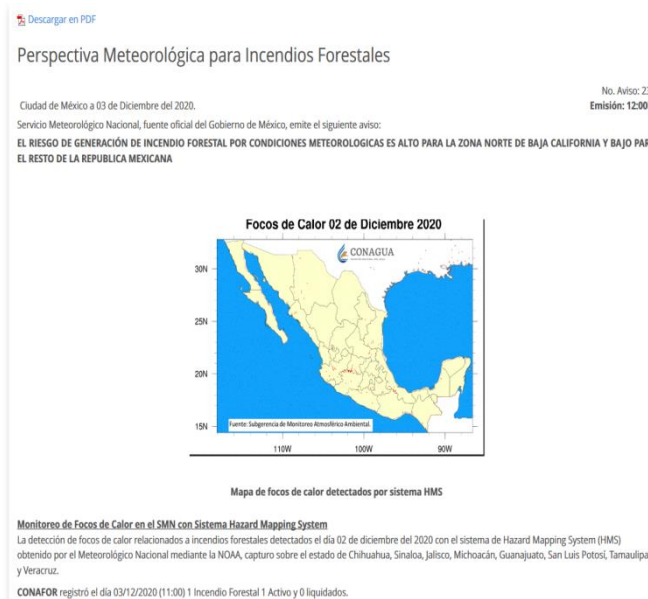 Descargar en PDF
Perspectiva Meteorológica para Incendios Forestales
No. Aviso: 23
Ciudad de México a 03 de Diciembre del 2020.
Emisión: 12:00
Servicio Meteorológico Nacional, fuente oficial del Gobierno de México, emite el siguiente aviso:
EL RIESGO DE GENERACIÓN DE INCENDIO FORESTAL POR CONDICIONES METEOROLOGICAS ES ALTO PARA LA ZONA NORTE DE BAJA CALIFORNIA Y BAJO PAR
EL RESTO DE LA REPUBLICA MEXICANA
Focos de Calor 02 de Diciembre 2020
CONAGUA
30N
25N
20N
15N
Fuente: Subgerencia de Monitoreo Atmosférico Ambiental.
110W 100W 90W
Mapa de focos de calor detectados por sistema HMS
Monitoreo de Focos de Calor en el SMN con Sistema Hazard Mapping System
La detección de focos de calor relacionados a incendios forestales detectados el día 02 de diciembre del 2020 con el sistema de Hazard Mapping System (HMS)
obtenido por el Meteorológico Nacional mediante la NOAA, capturo sobre el estado de Chihuahua, Sinaloa, Jalisco, Michoacán, Guanajuato, San Luis Potosí, Tamaulipa
y Veracruz.
CONAFOR registró el día 03/12/2020 (11:00) 1 Incendio Forestal 1 Activo y 0 liquidados.